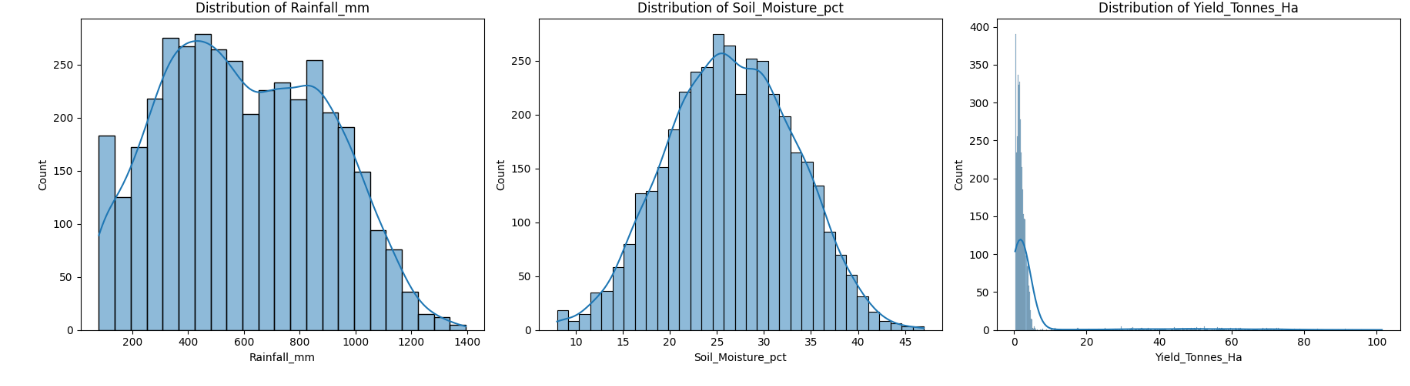 Distribution of Rainfall_mm
Count
250
200
150
100
50
0
200 400 600 800 1000 1200 1400
Rainfall_mm
Distribution of Soil_Moisture_pct
Count
250
200
150
100
50
0
10 15 20 25 30 35 40 45
Soil_Moisture_pct
Distribution of Yield_Tonnes_Ha
Count
400
350
300
250
200
150
100
50
0
0 20 40 60 80 100
Yield_Tonnes_Ha